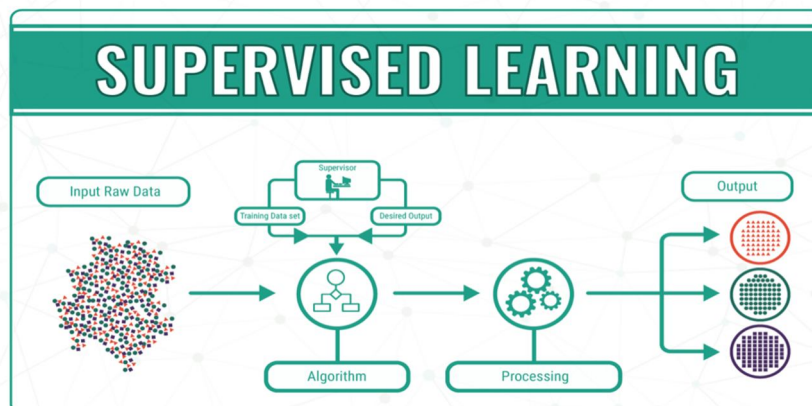 SUPERVISED LEARNING
Supervisor
Input Raw Data
Output
Training Data set
Desired Output
Algorithm
Processing